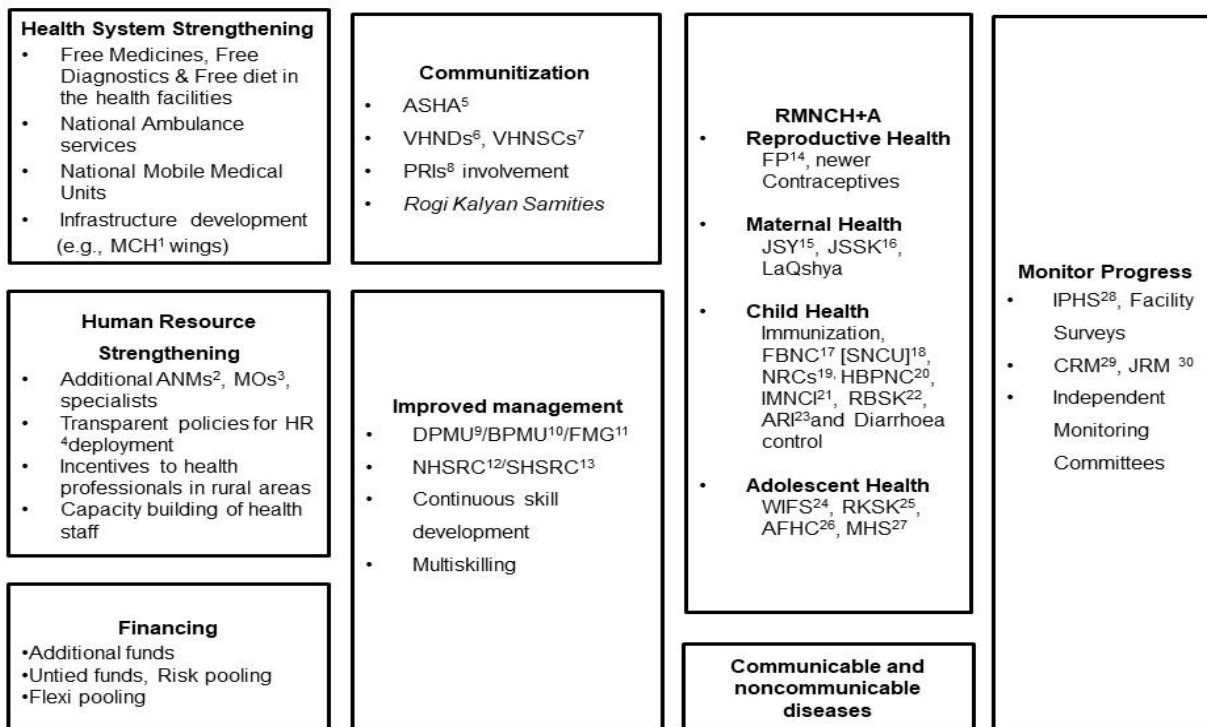 Health System Strengthening
• Free Medicines, Free
Diagnostics & Free diet in
the health facilities
• National Ambulance
services
• National Mobile Medical
Units
• Infrastructure development
(e.g., MCH¹ wings)
Human Resource
Strengthening
• Additional ANMs², MOs³,
specialists
• Transparent policies for HR
⁴deployment
• Incentives to health
professionals in rural areas
• Capacity building of health
staff
Financing
•Additional funds
•Untied funds, Risk pooling
•Flexi pooling
Communitization
• ASHA⁵
• VHNDs⁶, VHNSCs⁷
• PRIs⁸ involvement
• Rogi Kalyan Samities
Improved management
• DPMU⁹/BPMU¹⁰/FMG¹¹
• NHSRC¹²/SHSRC¹³
• Continuous skill
development
• Multiskilling
RMNCH+A
• Reproductive Health
FP¹⁴, newer
Contraceptives
• Maternal Health
JSY¹⁵, JSSK¹⁶,
LaQshya
• Child Health
Immunization,
FBNC¹⁷ [SNCU]¹⁸,
NRCs¹⁹, HBPNC²⁰,
IMNCI²¹, RBSK²²,
ARI²³and Diarrhoea
control
• Adolescent Health
WIFS²⁴, RKSK²⁵,
AFHC²⁶, MHS²⁷
Communicable and
noncommunicable
diseases
Monitor Progress
• IPHS²⁸, Facility
Surveys
• CRM²⁹, JRM ³⁰
• Independent
Monitoring
Committees